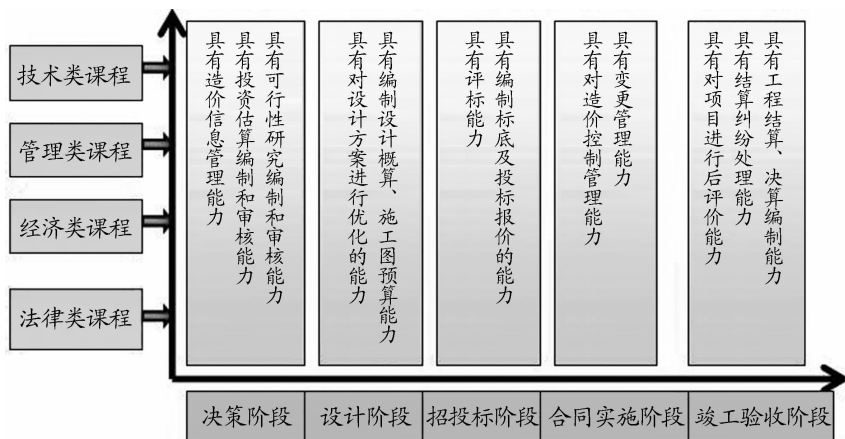 技术类课程
管理类课程
经济类课程
法律类课程
具有可行性研究编制和审核能力
具有投资估算编制和审核能力
具有造价信息管理能力
具有编制设计概算、施工图预算能力
具有对设计方案进行优化的能力
具有编制标底及投标报价的能力
具有评标能力
具有变更管理能力
具有对造价控制管理能力
具有工程结算、决算编制能力
具有结算纠纷处理能力
具有对项目进行后评价能力
决策阶段
设计阶段
招投标阶段
合同实施阶段
竣工验收阶段